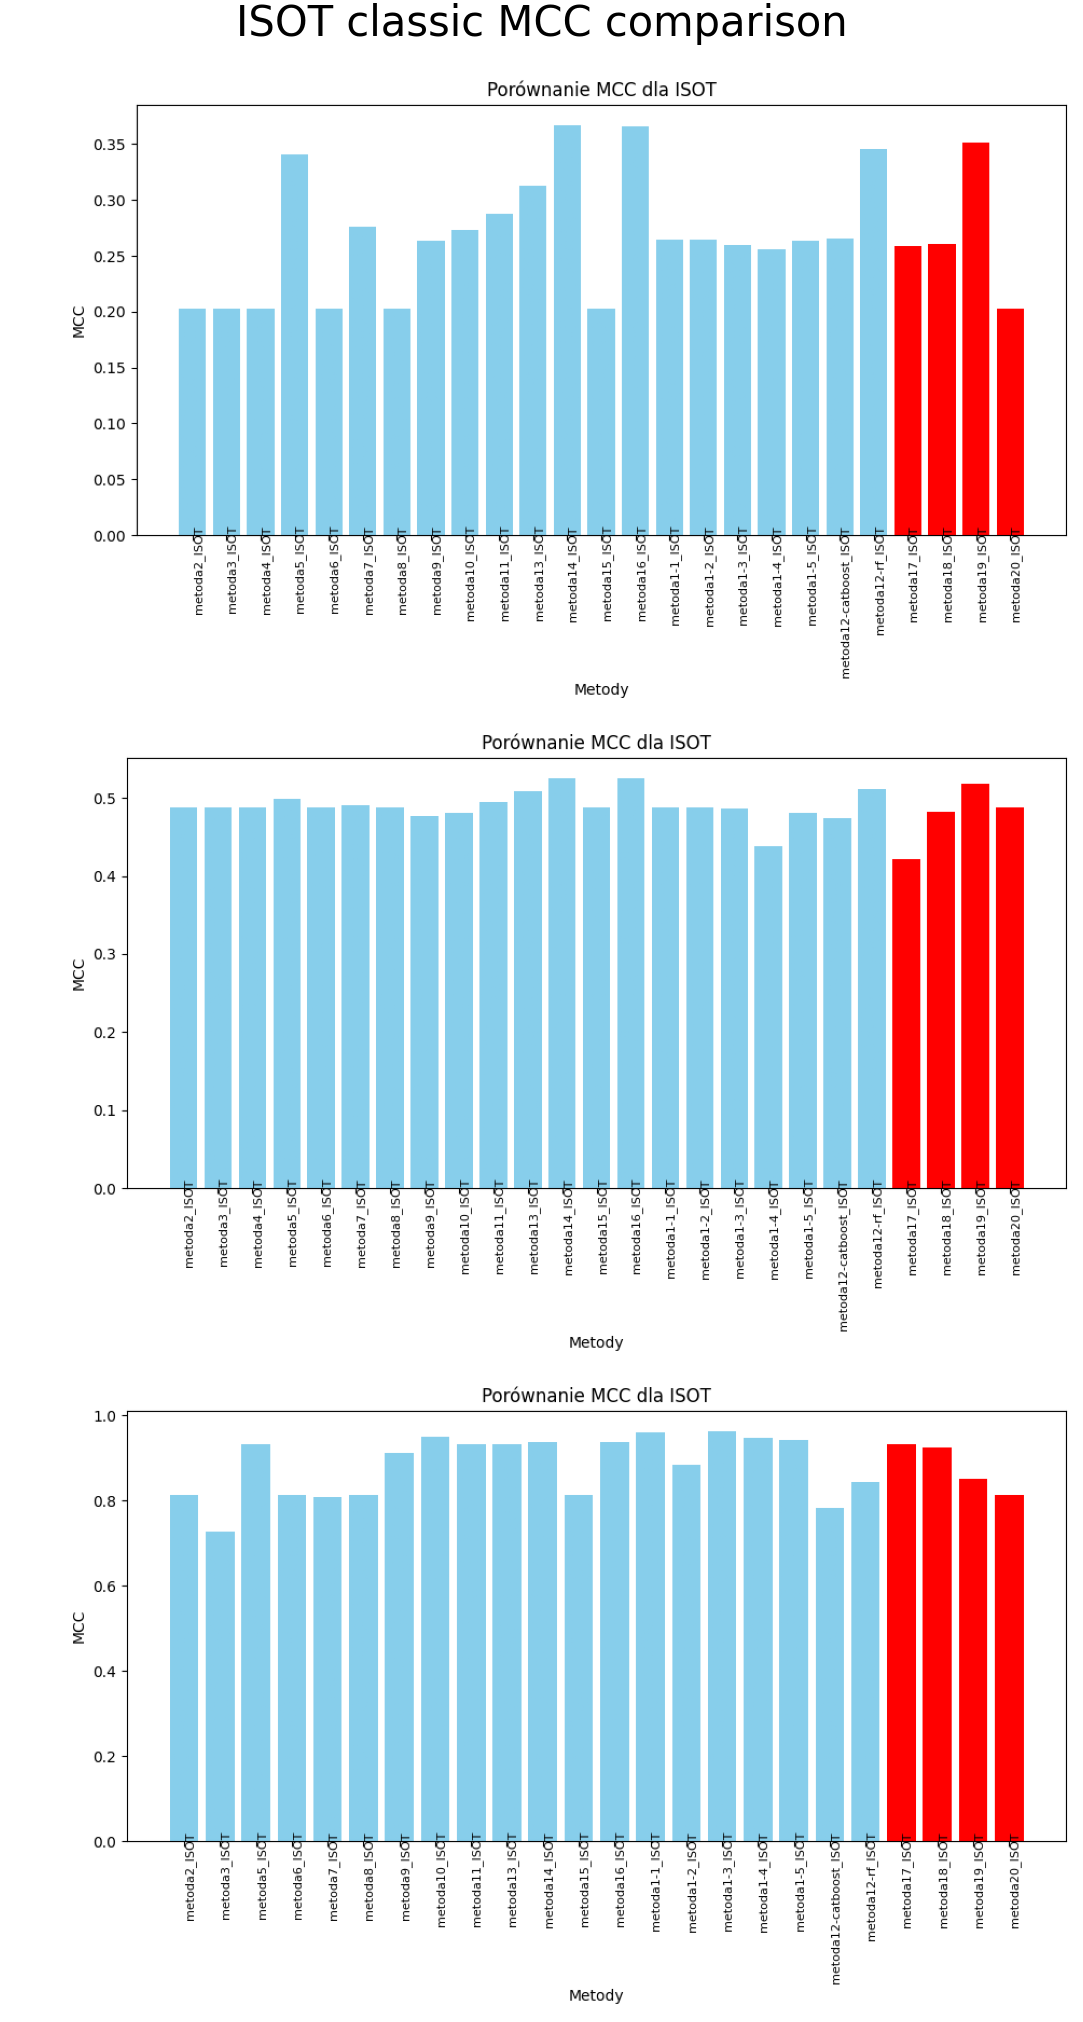 ISOT classic MCC comparison
Porównanie MCC dla ISOT
MCC
0.35
0.30
0.25
0.20
0.15
0.10
0.05
0.00
metoda2_ISOT
metoda3_ISOT
metoda4_ISOT
metoda5_ISOT
metoda6_ISOT
metoda7_ISOT
metoda8_ISOT
metoda9_ISOT
metoda10_ISOT
metoda11_ISOT
metoda13_ISOT
metoda14_ISOT
metoda15_ISOT
metoda16_ISOT
metoda1-1_ISOT
metoda1-2_ISOT
metoda1-3_ISOT
metoda1-4_ISOT
metoda1-5_ISOT
metoda12-catboost_ISOT
metoda12-rf_ISOT
metoda17_ISOT
metoda18_ISOT
metoda19_ISOT
metoda20_ISOT
Metody
Porównanie MCC dla ISOT
MCC
0.5
0.4
0.3
0.2
0.1
0.0
metoda2_ISOT
metoda3_ISOT
metoda4_ISOT
metoda5_ISOT
metoda6_ISOT
metoda7_ISOT
metoda8_ISOT
metoda9_ISOT
metoda10_ISOT
metoda11_ISOT
metoda13_ISOT
metoda14_ISOT
metoda15_ISOT
metoda16_ISOT
metoda1-1_ISOT
metoda1-2_ISOT
metoda1-3_ISOT
metoda1-4_ISOT
metoda1-5_ISOT
metoda12-catboost_ISOT
metoda12-rf_ISOT
metoda17_ISOT
metoda18_ISOT
metoda19_ISOT
metoda20_ISOT
Metody
Porównanie MCC dla ISOT
MCC
1.0
0.8
0.6
0.4
0.2
0.0
metoda2_ISOT
metoda3_ISOT
metoda5_ISOT
metoda6_ISOT
metoda7_ISOT
metoda8_ISOT
metoda9_ISOT
metoda10_ISOT
metoda11_ISOT
metoda13_ISOT
metoda14_ISOT
metoda15_ISOT
metoda16_ISOT
metoda1-1_ISOT
metoda1-2_ISOT
metoda1-3_ISOT
metoda1-4_ISOT
metoda1-5_ISOT
metoda12-catboost_ISOT
metoda12-rf_ISOT
metoda17_ISOT
metoda18_ISOT
metoda19_ISOT
metoda20_ISOT
Metody